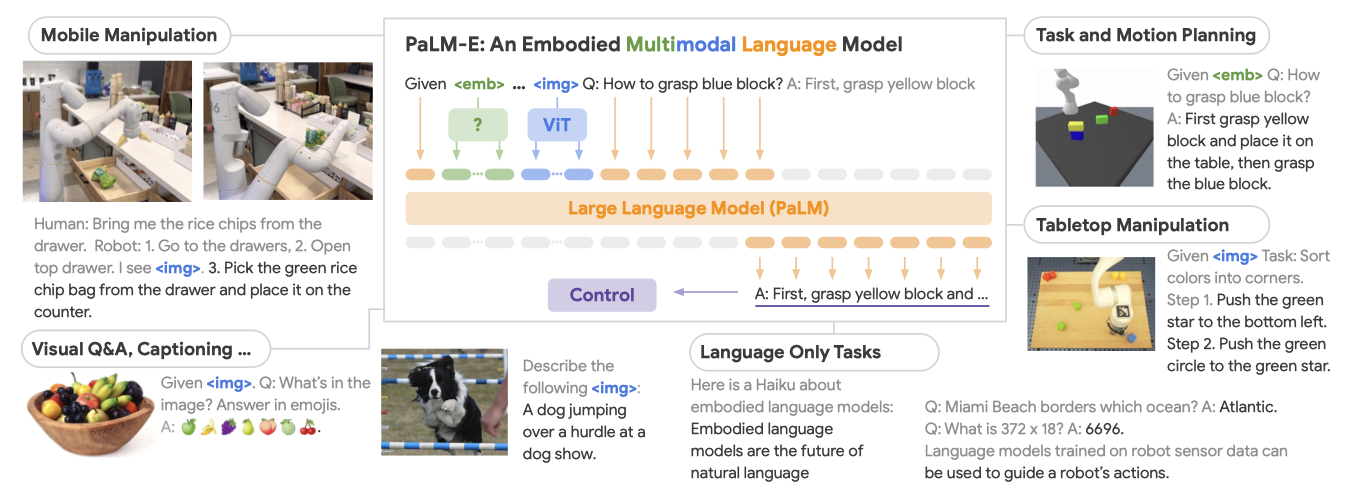 Mobile Manipulation
Human: Bring me the rice chips from the
drawer. Robot: 1. Go to the drawers, 2. Open
top drawer. I see <img>. 3. Pick the green rice
chip bag from the drawer and place it on the
counter.
Visual Q&A, Captioning ...
Given <img>. Q: What's in the
image? Answer in emojis.
A: 🍏🍌🍇🍐🍑🍈🍒.
PaLM-E: An Embodied Multimodal Language Model
Given <emb> ... <img> Q: How to grasp blue block? A: First, grasp yellow block
?
ViT
Large Language Model (PaLM)
Control
A: First, grasp yellow block and ...
Describe the
following <img>:
A dog jumping
over a hurdle at a
dog show.
Language Only Tasks
Here is a Haiku about
embodied language models:
Embodied language
models are the future of
natural language
Q: Miami Beach borders which ocean? A: Atlantic.
Q: What is 372 x 18? A: 6696.
Language models trained on robot sensor data can
be used to guide a robot's actions.
Task and Motion Planning
Given <emb> Q: How
to grasp blue block?
A: First grasp yellow
block and place it on
the table, then grasp
the blue block.
Tabletop Manipulation
Given <img> Task: Sort
colors into corners.
Step 1. Push the green
star to the bottom left.
Step 2. Push the green
circle to the green star.